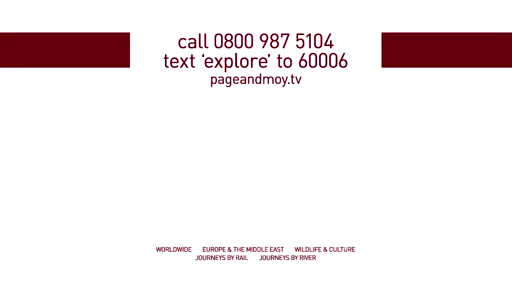 call 0800 987 5104
text ‘explore’ to 60006
pageandmoy.tv
WORLDWIDE EUROPE & THE MIDDLE EAST WILDLIFE & CULTURE
JOURNEYS BY RAIL JOURNEYS BY RIVER